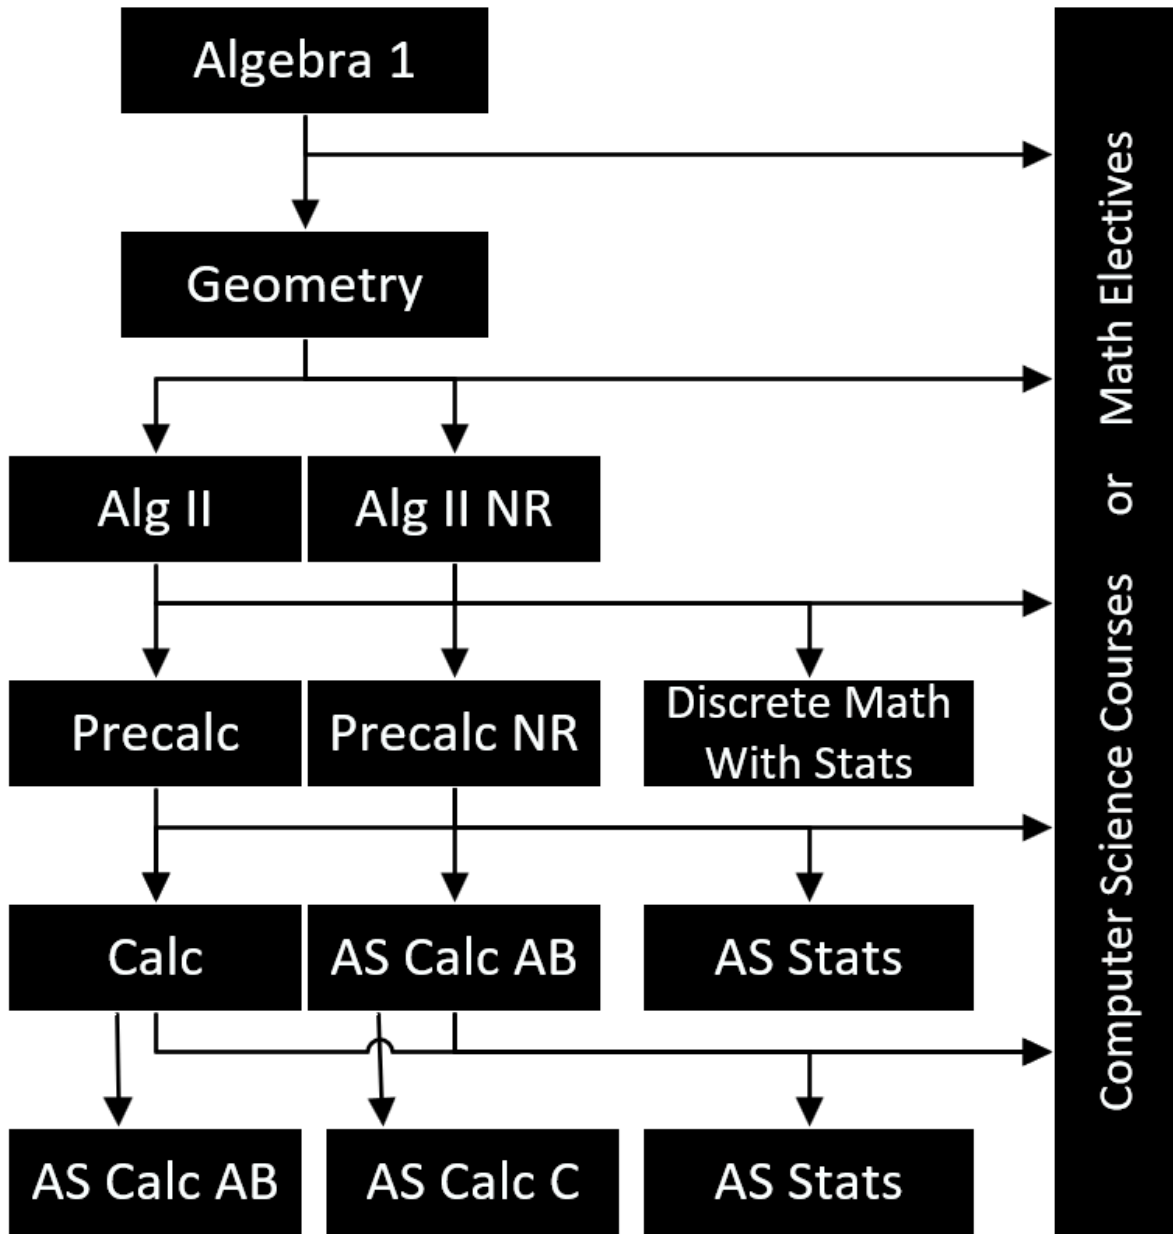 Algebra 1
Geometry
Alg II
Alg II NR
Precalc
Precalc NR
Discrete Math
With Stats
Calc
AS Calc AB
AS Stats
AS Calc AB
AS Calc C
AS Stats
Computer Science Courses or Math Electives